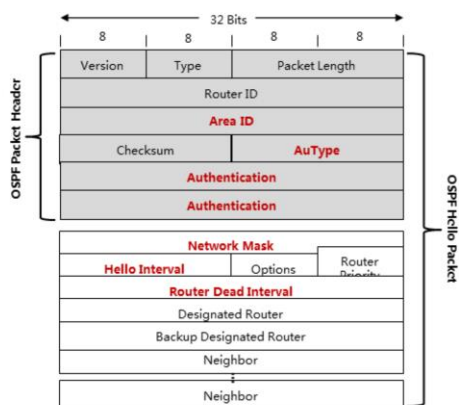 32 Bits
8 8 8 8
Version Type Packet Length
Router ID
Area ID
Checksum AuType
Authentication
Authentication
OSPF Packet Header
Network Mask
Hello Interval Options Router Priority
Router Dead Interval
Designated Router
Backup Designated Router
Neighbor
Neighbor
OSPF Hello Packet